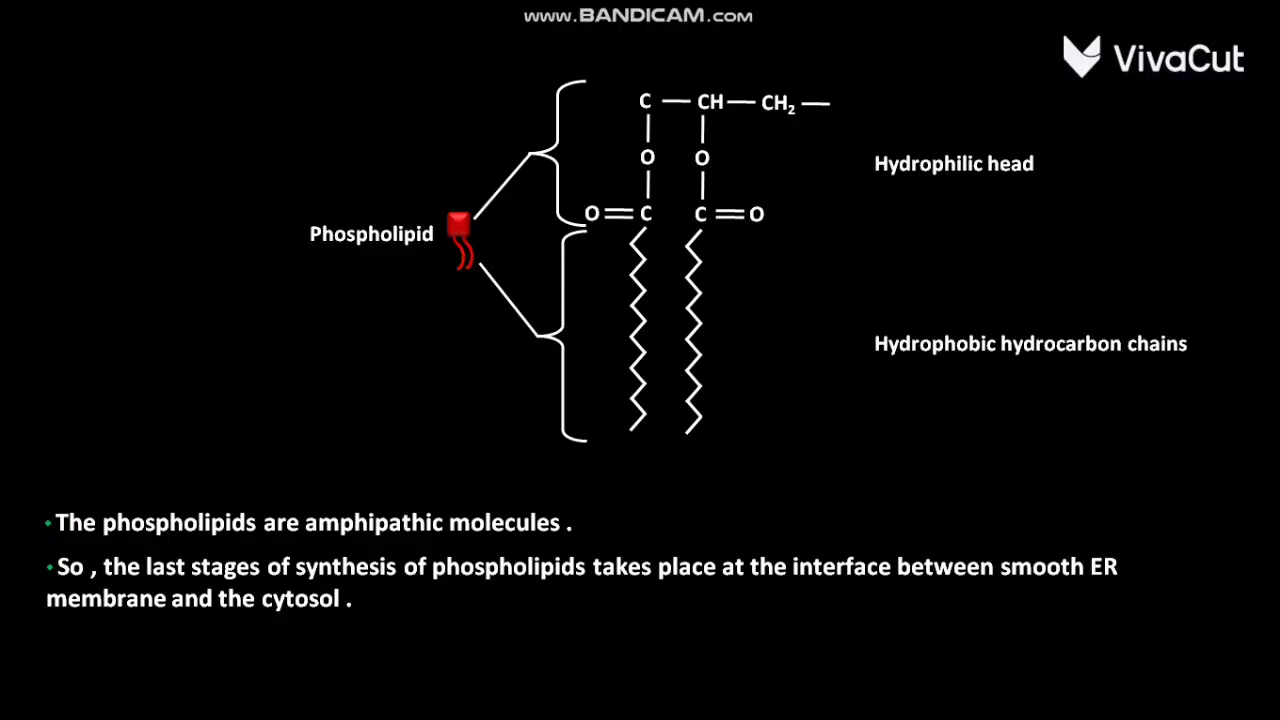 www.BANDICAM.com
VivaCut
C — CH — CH₂ —
O O
O = C C = O
Hydrophilic head
Phospholipid
Hydrophobic hydrocarbon chains
• The phospholipids are amphipathic molecules .
• So , the last stages of synthesis of phospholipids takes place at the interface between smooth ER
membrane and the cytosol .